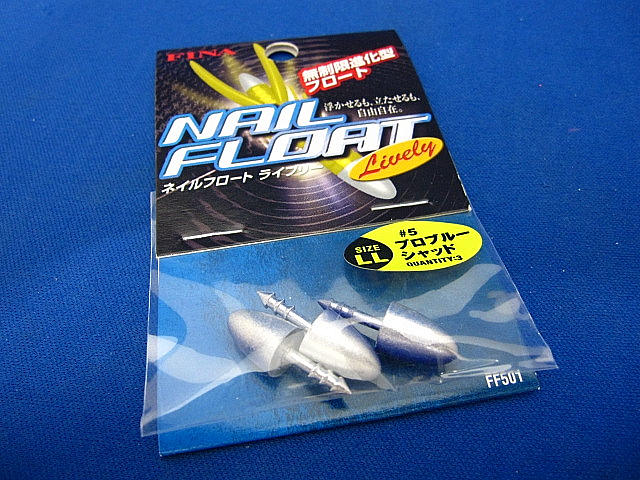 FINA
無制限進化型
フロート
浮かせるも、立たせるも、
自由自在。
NAIL
FLOAT
Lively
ネイルフロート ライブリー
SIZE
LL
#5
プロブルー
シャッド
QUANTITY:3
FF501